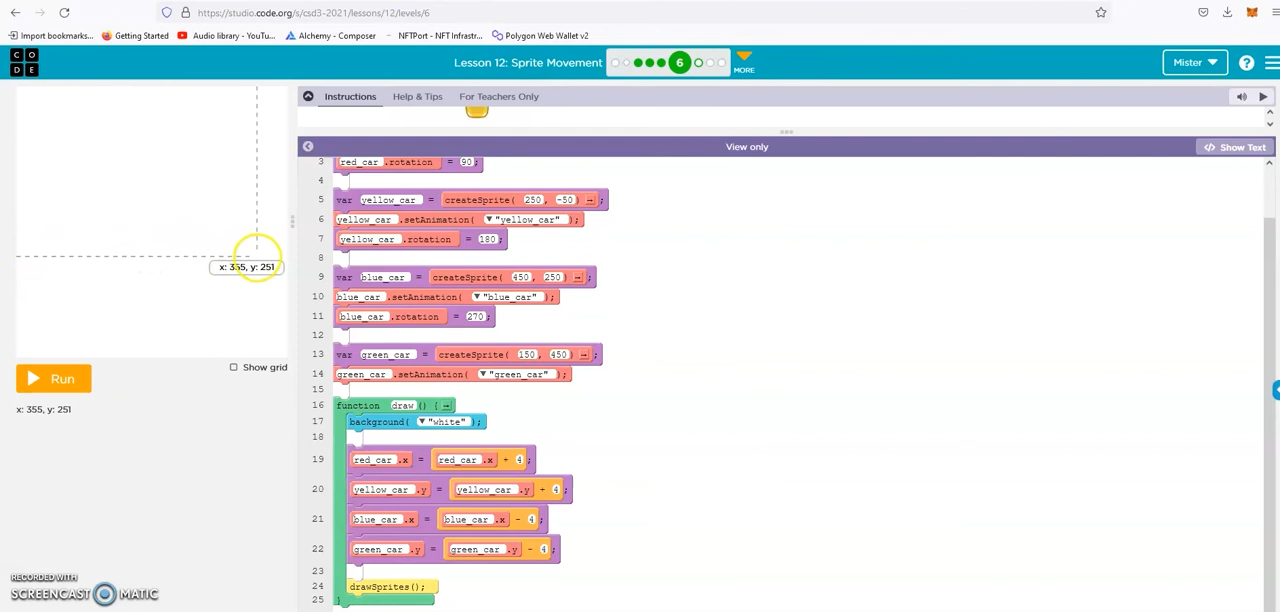 https://studio.code.org/s/csd3-2021/lessons/12/levels/6
Import bookmarks... Getting Started Audio library - YouTu... Alchemy - Composer NFTPort - NFT Infrastr... Polygon Web Wallet v2
C O D E Lesson 12: Sprite Movement 6 MORE Mister ?
Instructions Help & Tips For Teachers Only
View only Show Text
3 red_car .rotation = 90;
4
5 var yellow_car = createSprite( 250, -50) ;
6 yellow_car .setAnimation( "yellow_car" );
7 yellow_car .rotation = 180;
8
9 var blue_car = createSprite( 450, 250) ;
10 blue_car .setAnimation( "blue_car" );
11 blue_car .rotation = 270;
12
13 var green_car = createSprite( 150, 450) ;
14 green_car .setAnimation( "green_car" );
15
16 function draw () {
17 background( "white" );
18
19 red_car .x = red_car .x + 4;
20 yellow_car .y = yellow_car .y + 4;
21 blue_car .x = blue_car .x - 4;
22 green_car .y = green_car .y - 4;
23
24 drawSprites();
25 }
x: 355, y: 251
Show grid
Run
x: 355, y: 251
RECORDED WITH
SCREENCAST MATIC